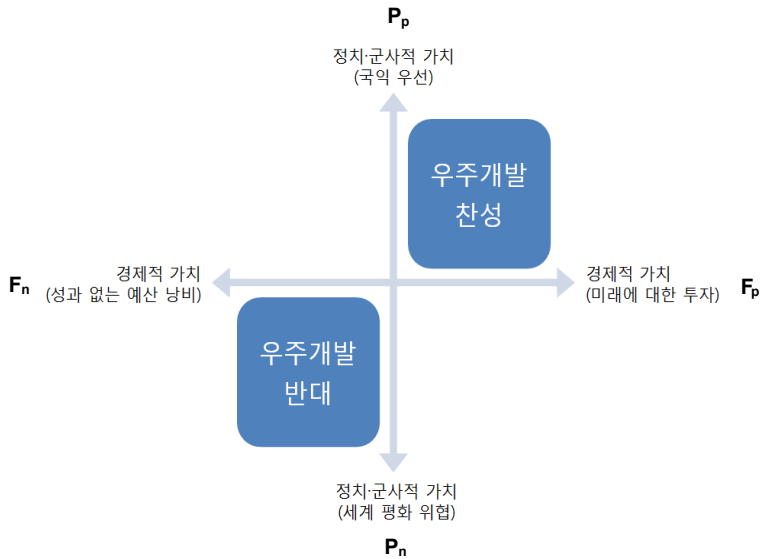 Pp
정치·군사적 가치
(국익 우선)
우주개발
찬성
Fn
경제적 가치
(성과 없는 예산 낭비)
경제적 가치
(미래에 대한 투자)
Fp
우주개발
반대
정치·군사적 가치
(세계 평화 위협)
Pn